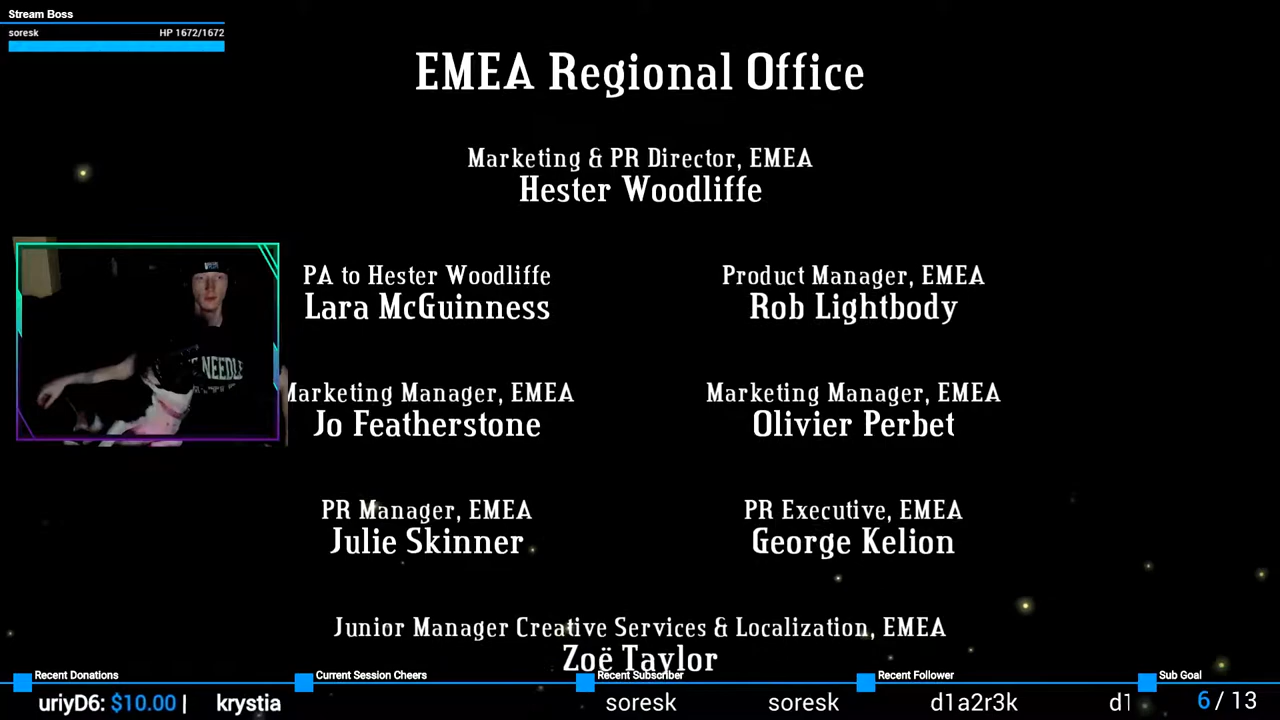 Stream Boss
soresk HP 1672/1672
EMEA Regional Office
Marketing & PR Director, EMEA
Hester Woodliffe
PA to Hester Woodliffe
Lara McGuinness
Product Manager, EMEA
Rob Lightbody
Marketing Manager, EMEA
Jo Featherstone
Marketing Manager, EMEA
Olivier Perbet
PR Manager, EMEA
Julie Skinner
PR Executive, EMEA
George Kelion
Junior Manager Creative Services & Localization, EMEA
Zoë Taylor
NEEDLE
Recent Donations
uriyD6: $10.00 | krystia
Current Session Cheers
Recent Subscriber
soresk soresk
Recent Follower
d1a2r3k d1
Sub Goal
6 / 13